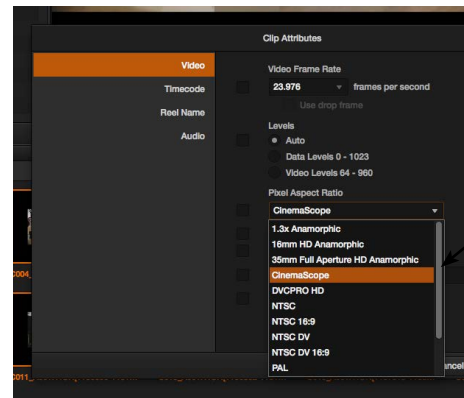 Clip Attributes
Video
Timecode
Reel Name
Audio
Video Frame Rate
23.976
frames per second
Use drop frame
Levels
Auto
Data Levels 0 - 1023
Video Levels 64 - 960
Pixel Aspect Ratio
CinemaScope
1.3x Anamorphic
16mm HD Anamorphic
35mm Full Aperture HD Anamorphic
CinemaScope
DVCPRO HD
NTSC
NTSC 16:9
NTSC DV
NTSC DV 16:9
PAL